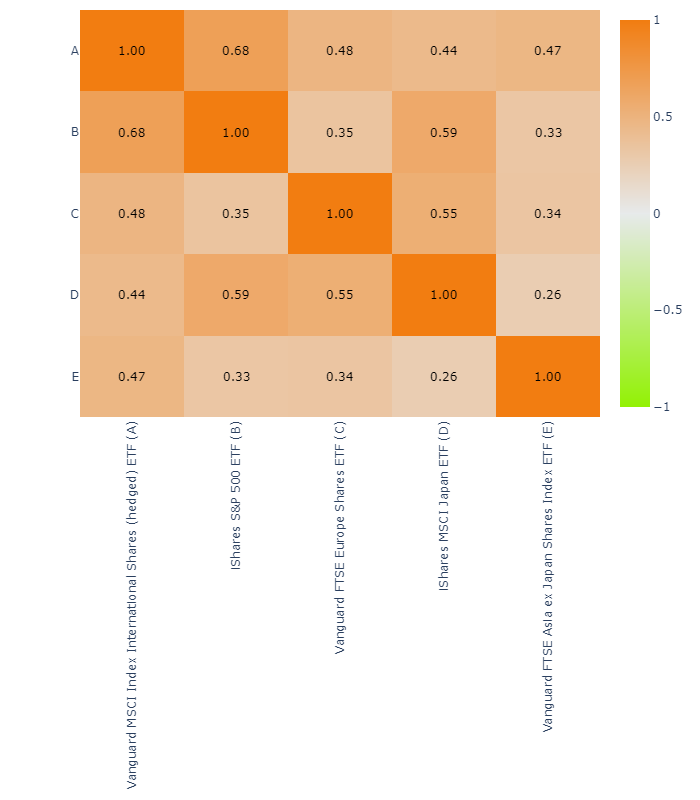 A 1.00 0.68 0.48 0.44 0.47
B 0.68 1.00 0.35 0.59 0.33
C 0.48 0.35 1.00 0.55 0.34
D 0.44 0.59 0.55 1.00 0.26
E 0.47 0.33 0.34 0.26 1.00
Vanguard MSCI Index International Shares (hedged) ETF (A)
IShares S&P 500 ETF (B)
Vanguard FTSE Europe Shares ETF (C)
IShares MSCI Japan ETF (D)
Vanguard FTSE Asia ex Japan Shares Index ETF (E)
1
0.5
0
−0.5
−1